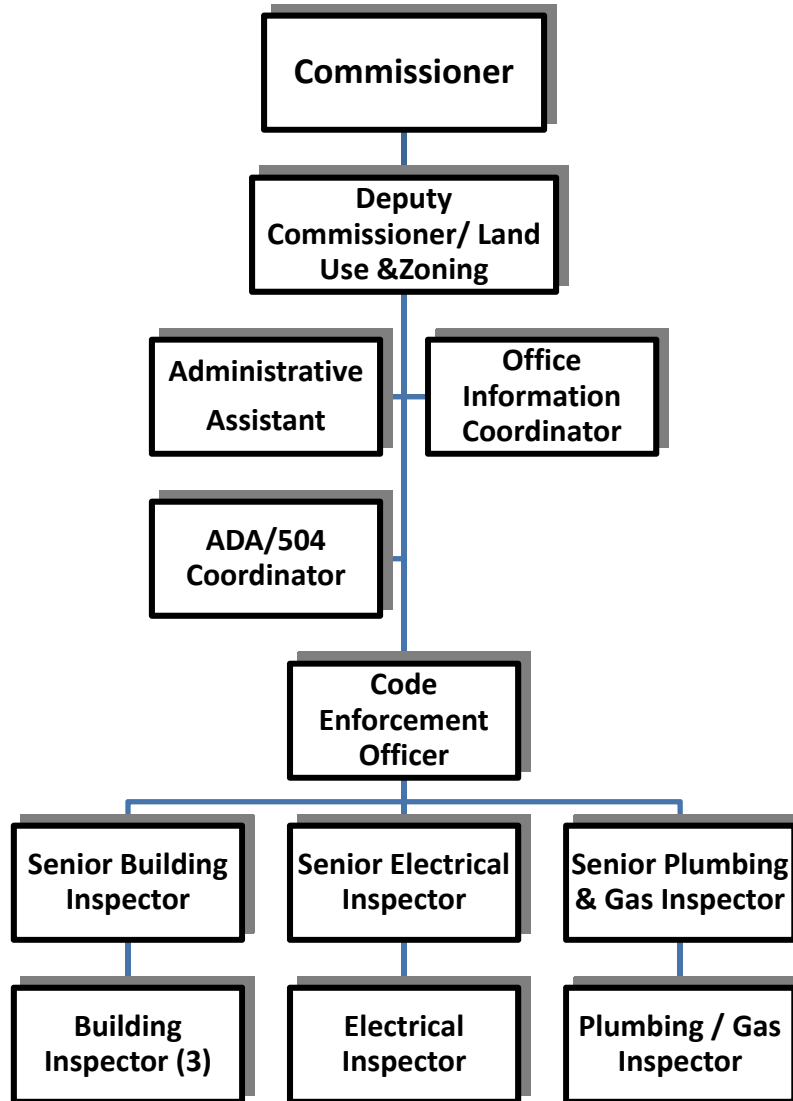 Commissioner
Deputy
Commissioner/ Land
Use &Zoning
Administrative
Assistant
Office
Information
Coordinator
ADA/504
Coordinator
Code
Enforcement
Officer
Senior Building
Inspector
Senior Electrical
Inspector
Senior Plumbing
& Gas Inspector
Building
Inspector (3)
Electrical
Inspector
Plumbing / Gas
Inspector